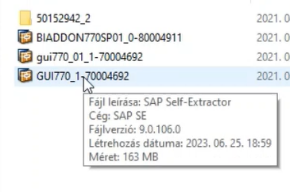 50152942_2 2021. 0
BIADDON770SP01_0-80004911 2021. 0
gui770_01_1-70004692 2021. 0
GUI770_1-70004692 2021. 0
Fájl leírása: SAP Self-Extractor
Cég: SAP SE
Fájlverzió: 9.0.106.0
Létrehozás dátuma: 2023. 06. 25. 18:59
Méret: 163 MB